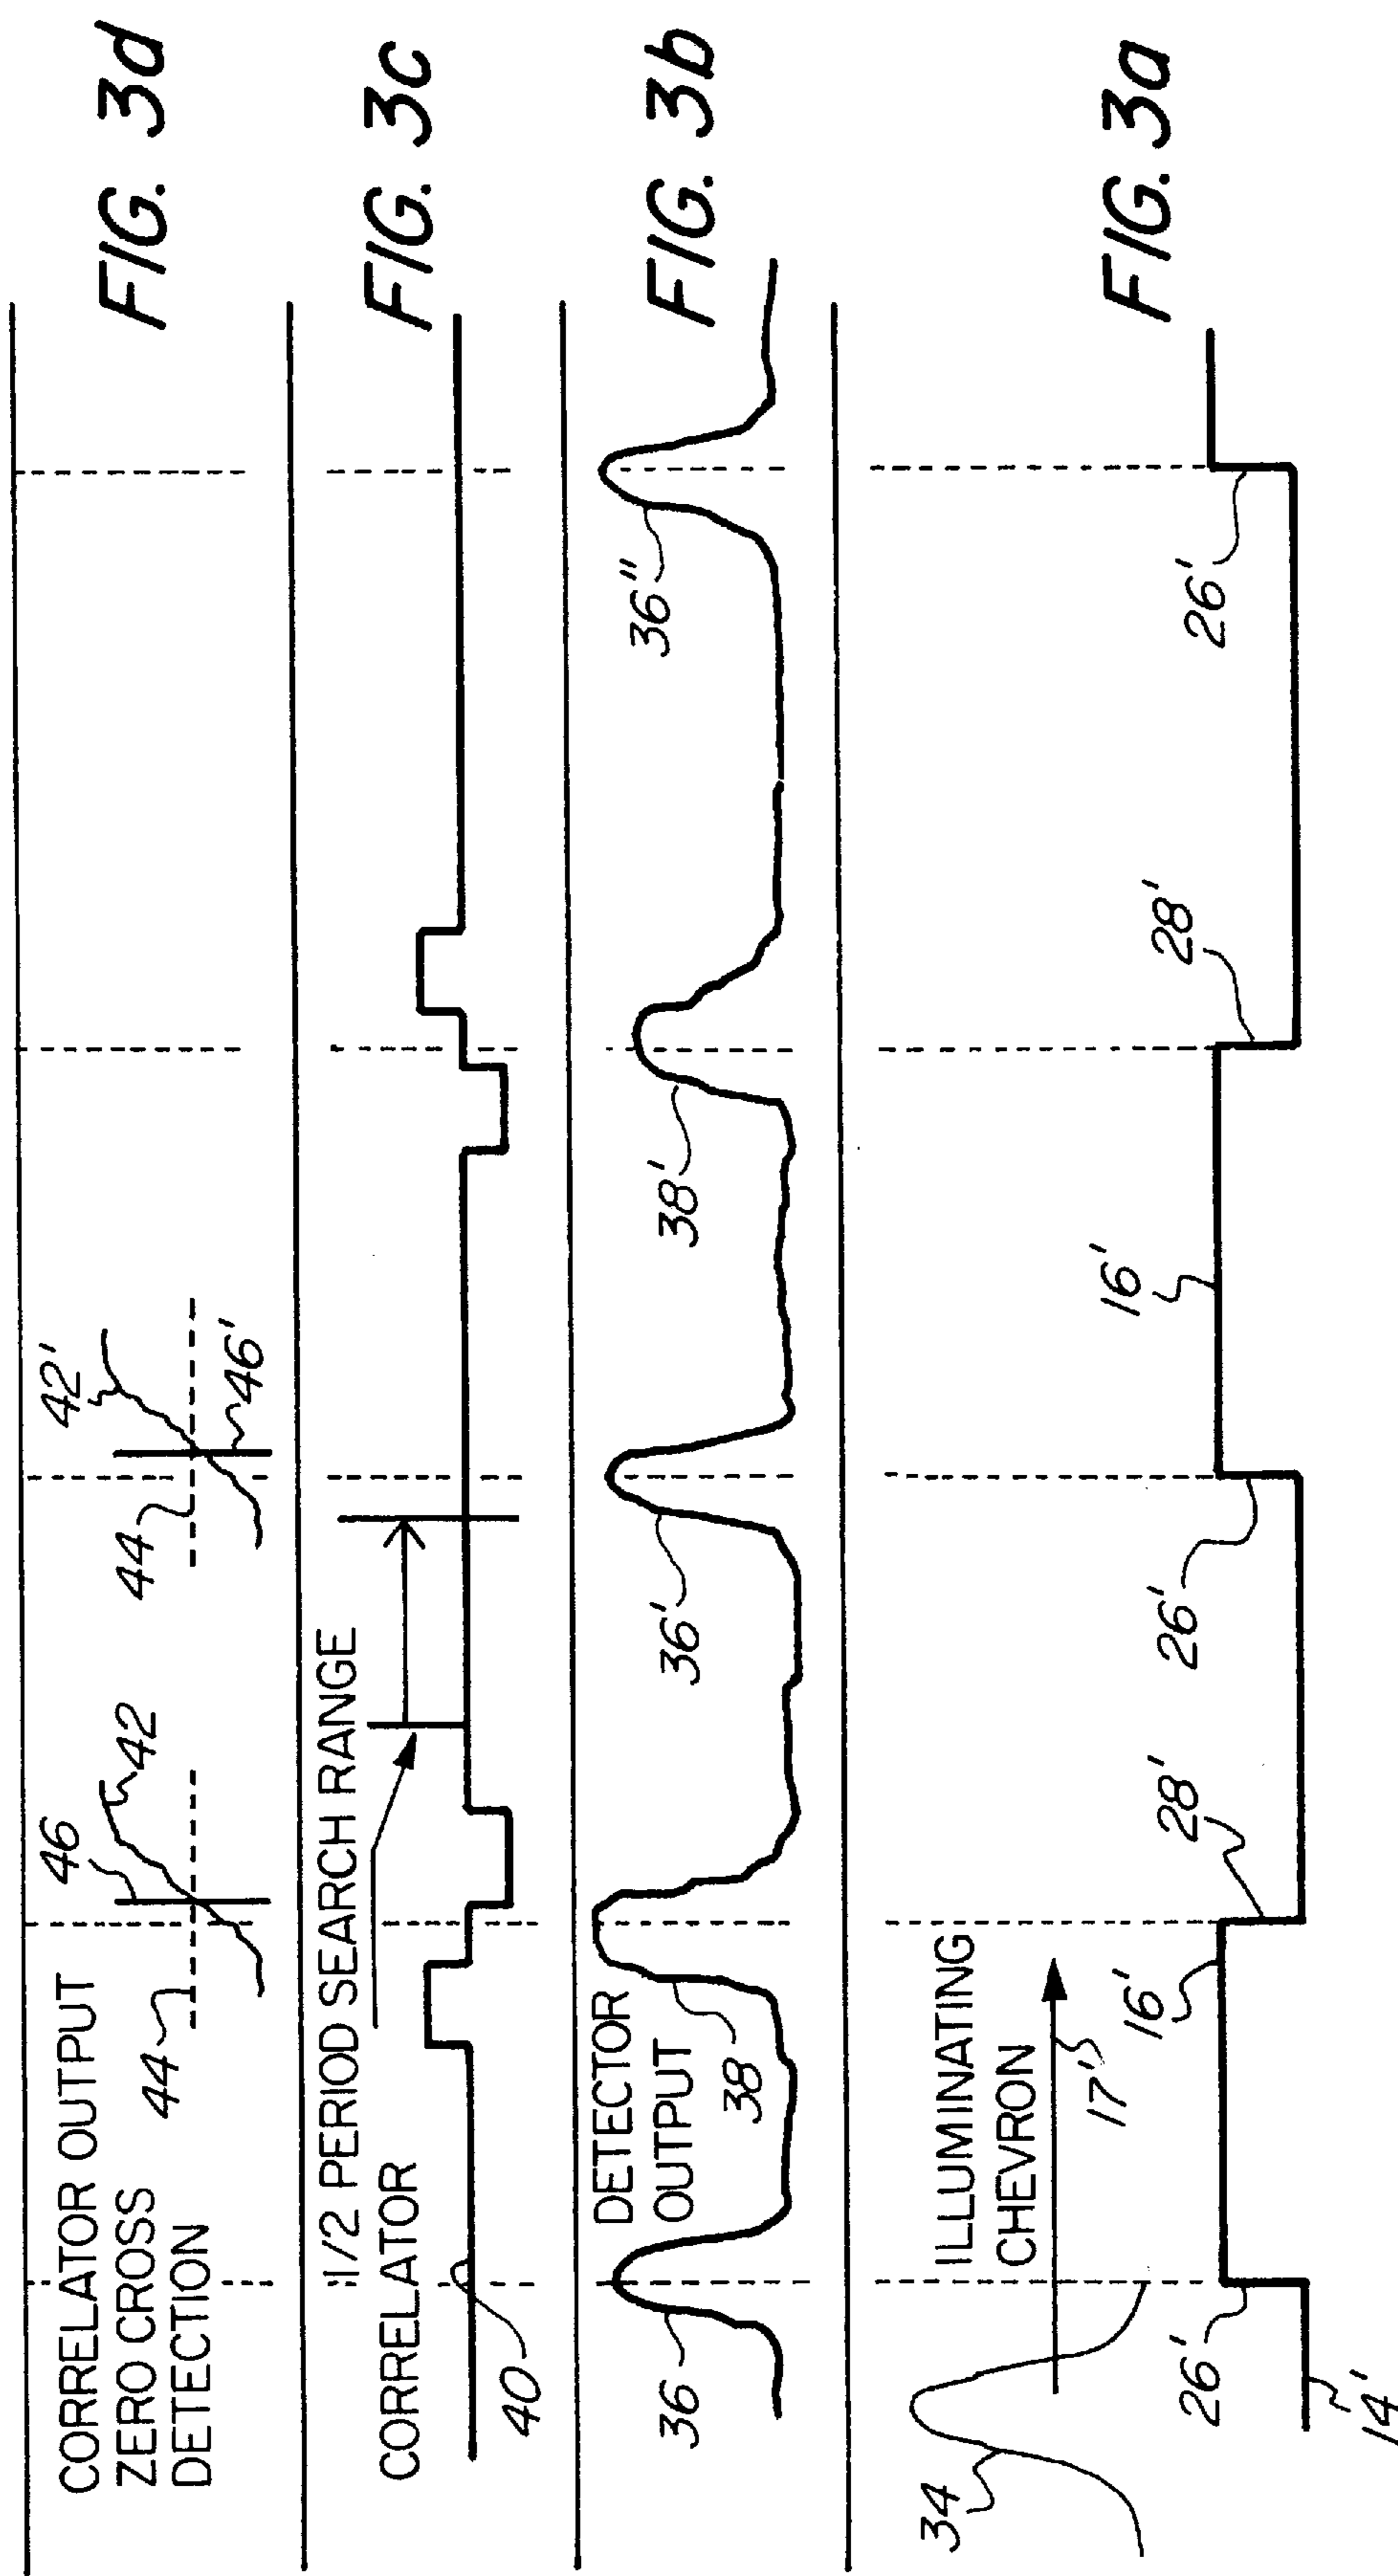 CORRELATOR OUTPUT
ZERO CROSS
DETECTION
44
46
42
44
42'
46'
FIG. 3d
1/2 PERIOD SEARCH RANGE
CORRELATOR
40
FIG. 3c
DETECTOR
OUTPUT
36
38
36'
38'
36"
FIG. 3b
34
ILLUMINATING
CHEVRON
17'
14'
26'
16'
28'
26'
16'
28'
26'
FIG. 3a